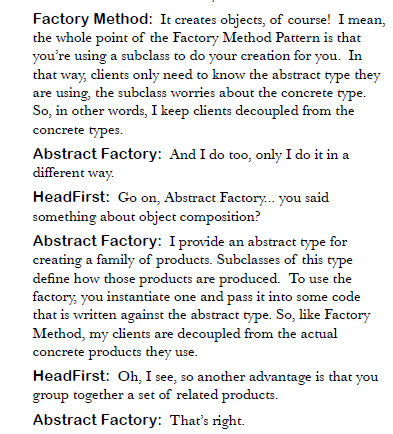 Factory Method: It creates objects, of course! I mean,
the whole point of the Factory Method Pattern is that
you're using a subclass to do your creation for you. In
that way, clients only need to know the abstract type they
are using, the subclass worries about the concrete type.
So, in other words, I keep clients decoupled from the
concrete types.
Abstract Factory: And I do too, only I do it in a
different way.
HeadFirst: Go on, Abstract Factory... you said
something about object composition?
Abstract Factory: I provide an abstract type for
creating a family of products. Subclasses of this type
define how those products are produced. To use the
factory, you instantiate one and pass it into some code
that is written against the abstract type. So, like Factory
Method, my clients are decoupled from the actual
concrete products they use.
HeadFirst: Oh, I see, so another advantage is that you
group together a set of related products.
Abstract Factory: That's right.